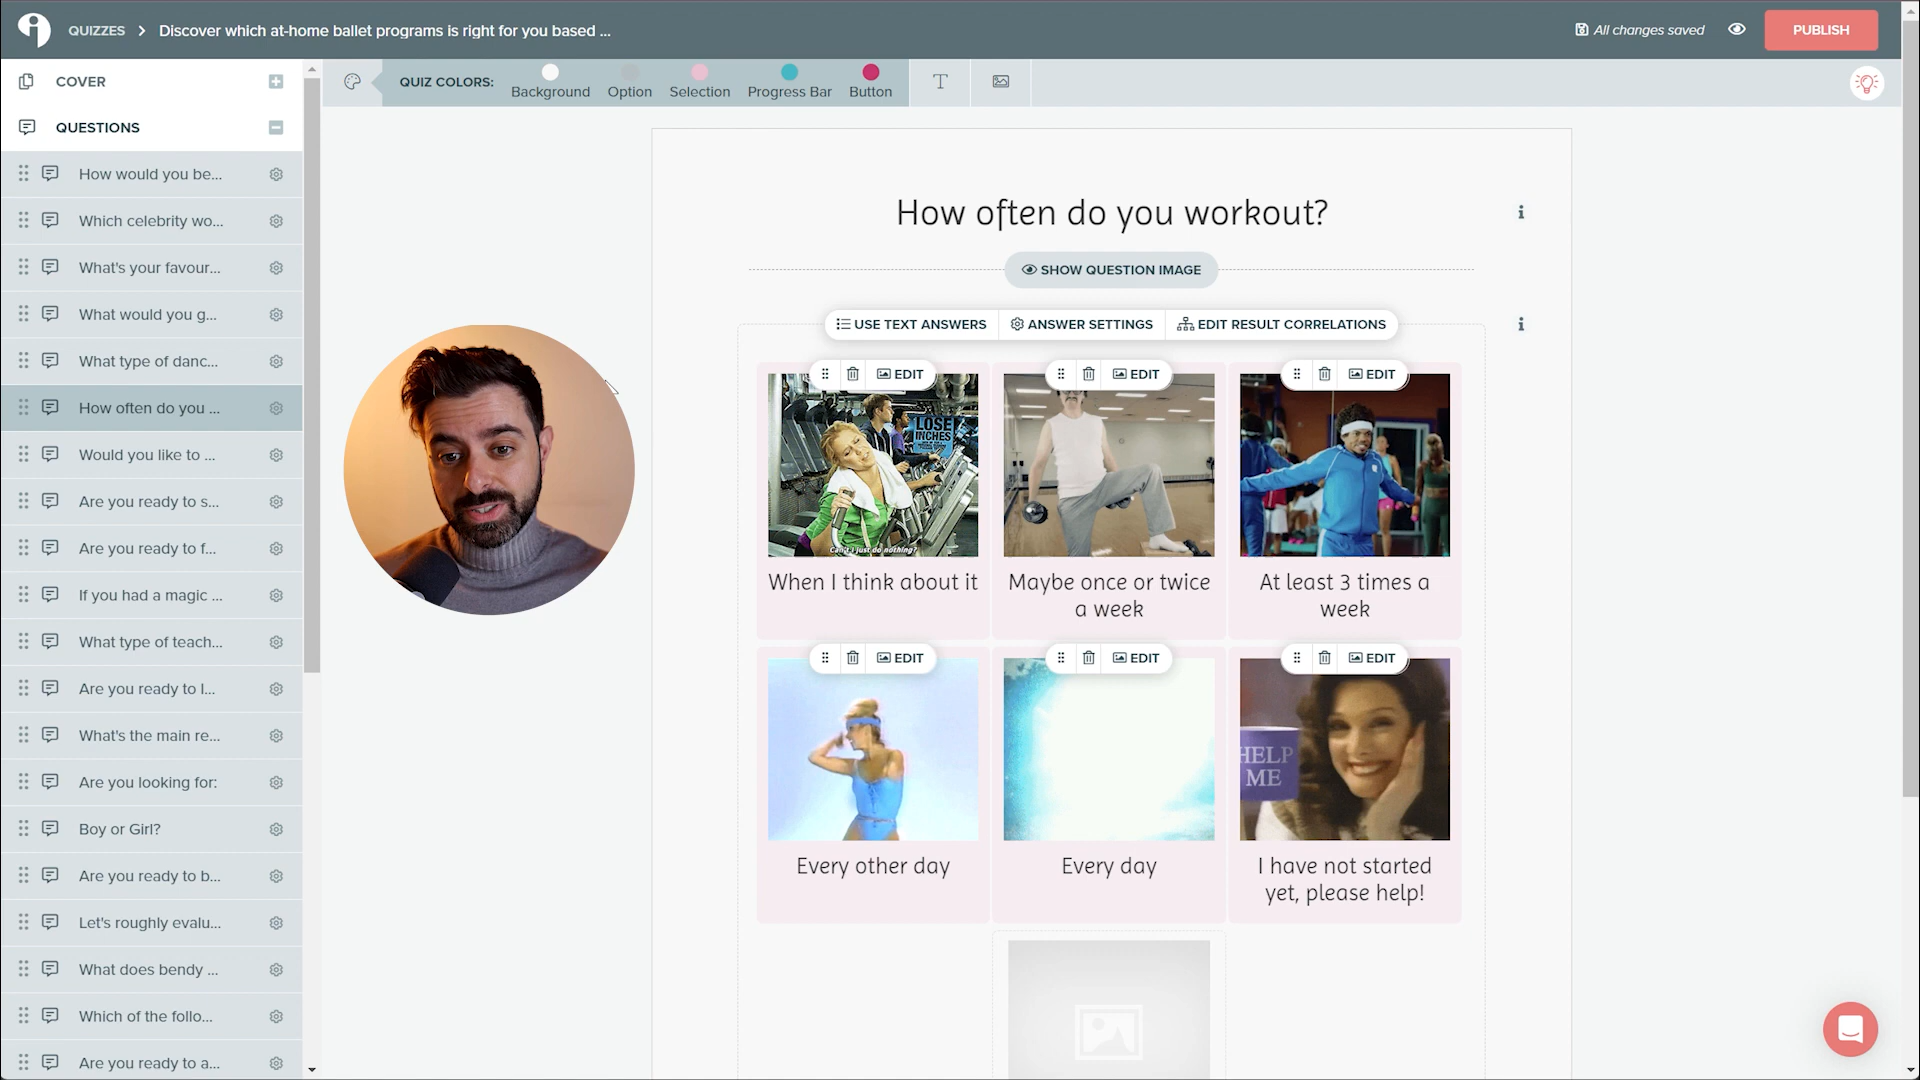 QUIZZES > Discover which at-home ballet programs is right for you based ...
All changes saved
PUBLISH
COVER
QUESTIONS
How would you be...
Which celebrity wo...
What's your favour...
What would you g...
What type of danc...
How often do you ...
Would you like to ...
Are you ready to s...
Are you ready to f...
If you had a magic ...
What type of teach...
Are you ready to l...
What's the main re...
Are you looking for:
Boy or Girl?
Are you ready to b...
Let's roughly evalu...
What does bendy ...
Which of the follo...
Are you ready to a...
QUIZ COLORS:
Background
Option
Selection
Progress Bar
Button
T
How often do you workout?
SHOW QUESTION IMAGE
USE TEXT ANSWERS
ANSWER SETTINGS
EDIT RESULT CORRELATIONS
EDIT
EDIT
EDIT
LOSE
INCHES
Can't I just do nothing?
When I think about it
Maybe once or twice
a week
At least 3 times a
week
EDIT
EDIT
EDIT
HELP
ME
Every other day
Every day
I have not started
yet, please help!